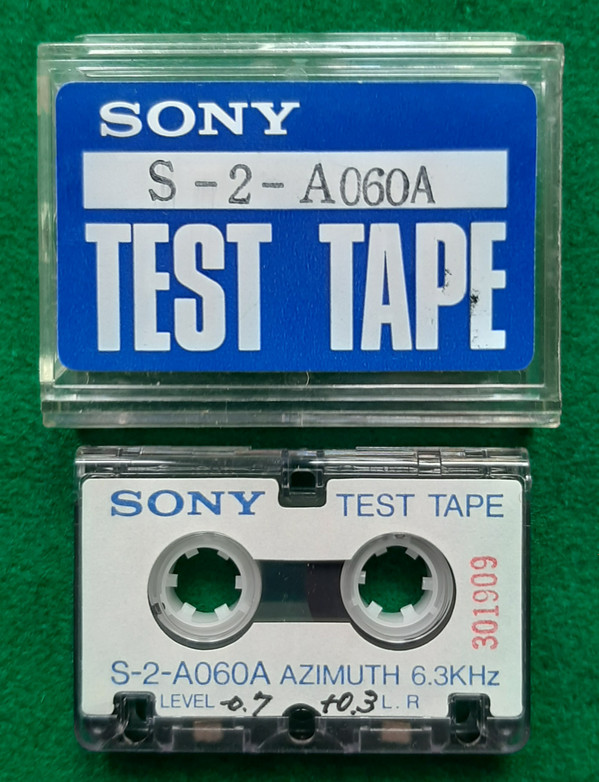 SONY
S-2-A060A
TEST TAPE
SONY TEST TAPE
301909
S-2-A060A AZIMUTH 6.3KHz
LEVEL -0.7 +0.3 L. R